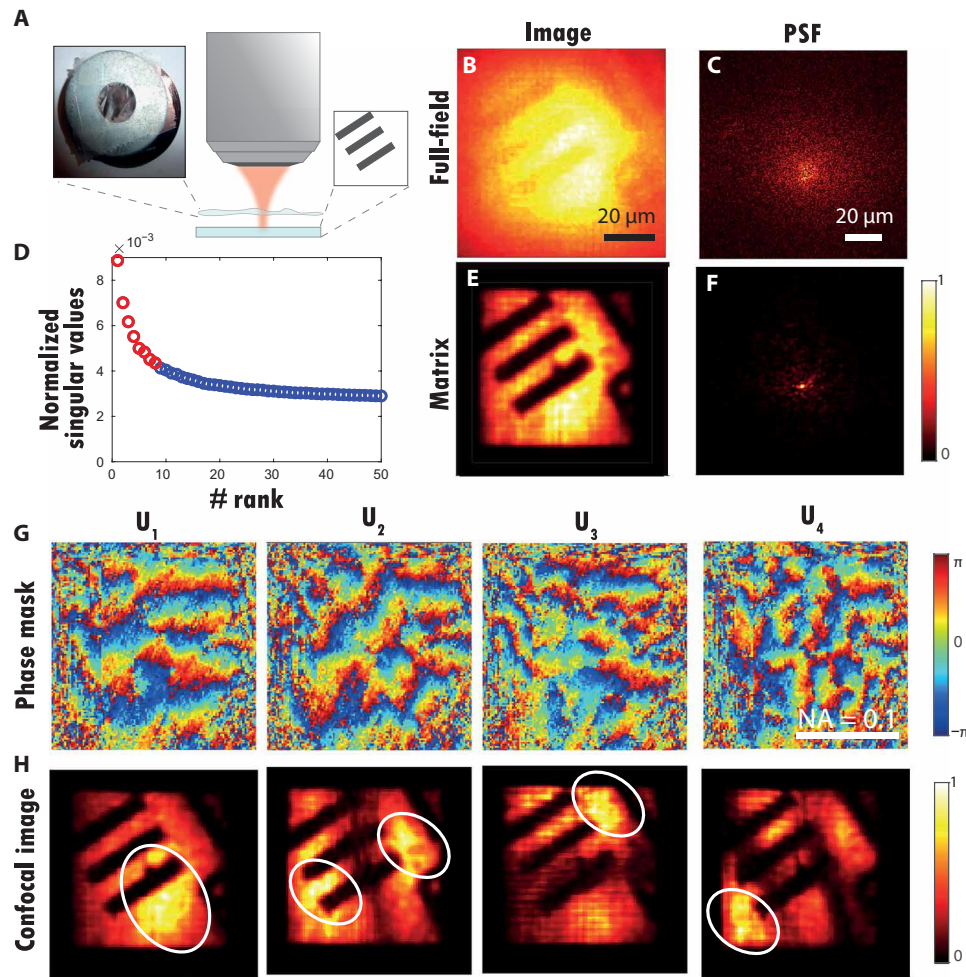 A
Image
PSF
Full-field
B
20 µm
C
20 µm
D
× 10⁻³
8
6
4
2
0
Normalized
singular values
0
10
20
30
40
50
# rank
Matrix
E
F
1
0
G
U₁
U₂
U₃
U₄
Phase mask
NA = 0.1
π
−π
H
Confocal image
1
0